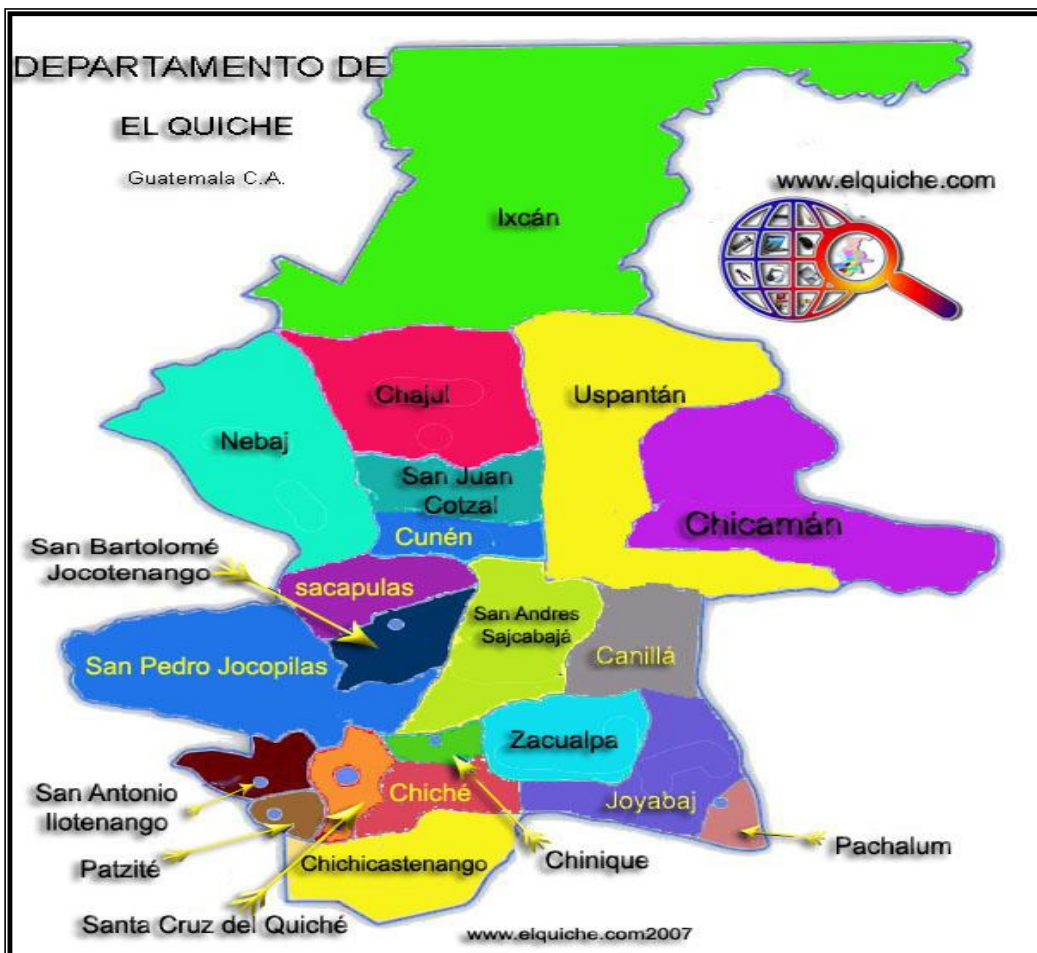 DEPARTAMENTO DE
EL QUICHE
Guatemala C.A.
www.elquiche.com
Ixcán
Chajul
Uspantán
Nebaj
San Juan
Cotzal
Chicamán
Cunén
San Bartolomé
Jocotenango
sacapulas
San Andres
Sajcabajá
Canillá
San Pedro Jocopilas
Zacualpa
Chiché
Joyabaj
San Antonio
Ilotenango
Pachalum
Chinique
Patzité
Chichicastenango
Santa Cruz del Quiché
www.elquiche.com2007